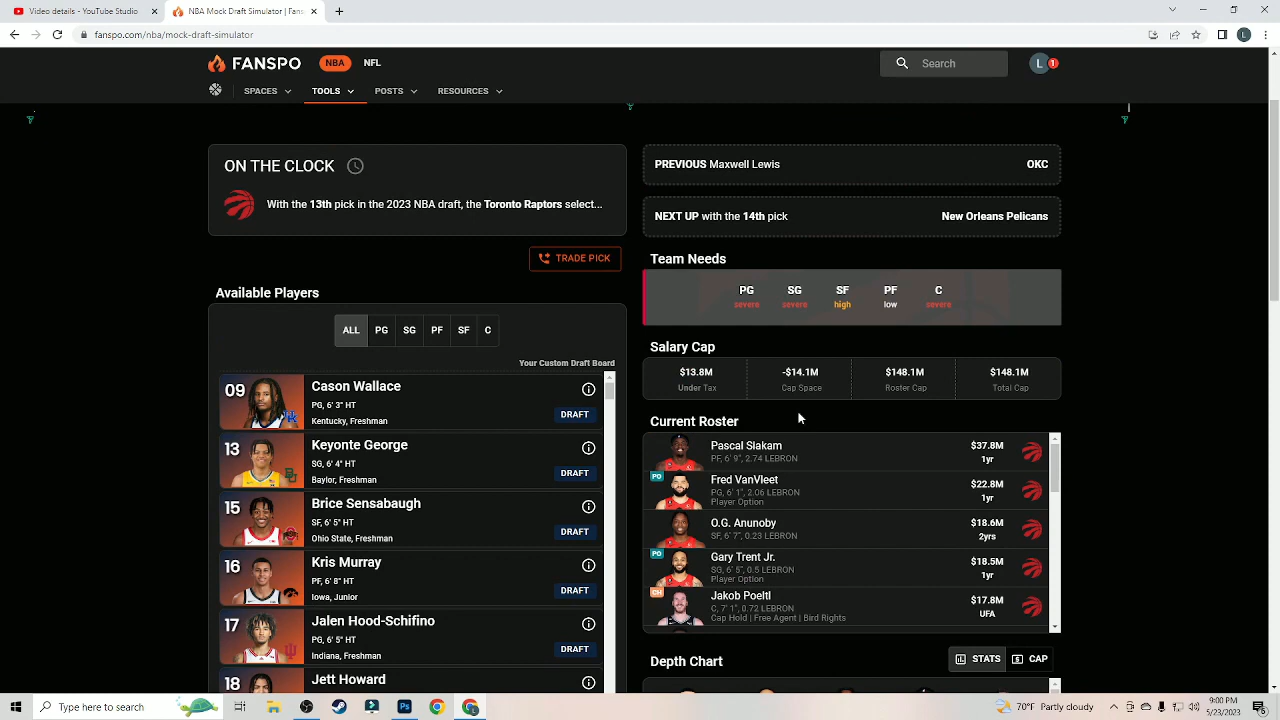 Video details - YouTube Studio
NBA Mock Draft Simulator | Fans
fanspo.com/nba/mock-draft-simulator
L
FANSPO
NBA
NFL
Search
L
1
SPACES
TOOLS
POSTS
RESOURCES
ON THE CLOCK
With the 13th pick in the 2023 NBA draft, the Toronto Raptors select...
TRADE PICK
PREVIOUS Maxwell Lewis
OKC
NEXT UP with the 14th pick
New Orleans Pelicans
Team Needs
PG SG SF PF C
severe severe high low severe
Salary Cap
$13.8M -$14.1M $148.1M $148.1M
Under Tax Cap Space Roster Cap Total Cap
Available Players
ALL PG SG PF SF C
Your Custom Draft Board
09
Cason Wallace
PG, 6' 3" HT
Kentucky, Freshman
DRAFT
13
Keyonte George
SG, 6' 4" HT
Baylor, Freshman
DRAFT
15
Brice Sensabaugh
SF, 6' 5" HT
Ohio State, Freshman
DRAFT
16
Kris Murray
PF, 6' 8" HT
Iowa, Junior
DRAFT
17
Jalen Hood-Schifino
PG, 6' 5" HT
Indiana, Freshman
DRAFT
18
Jett Howard
Current Roster
Pascal Siakam
PF, 6' 9", 2.74 LEBRON
$37.8M
1yr
PO
Fred VanVleet
PG, 6' 1", 2.06 LEBRON
Player Option
$22.8M
1yr
O.G. Anunoby
SF, 6' 7", 0.23 LEBRON
$18.6M
2yrs
PO
Gary Trent Jr.
SG, 6' 5", 0.5 LEBRON
Player Option
$18.5M
1yr
CH
Jakob Poeltl
C, 7' 1", 0.72 LEBRON
Cap Hold | Free Agent | Bird Rights
$17.8M
UFA
Depth Chart
STATS
CAP
Type here to search
70°F Rain today
9:00 PM
5/23/2023